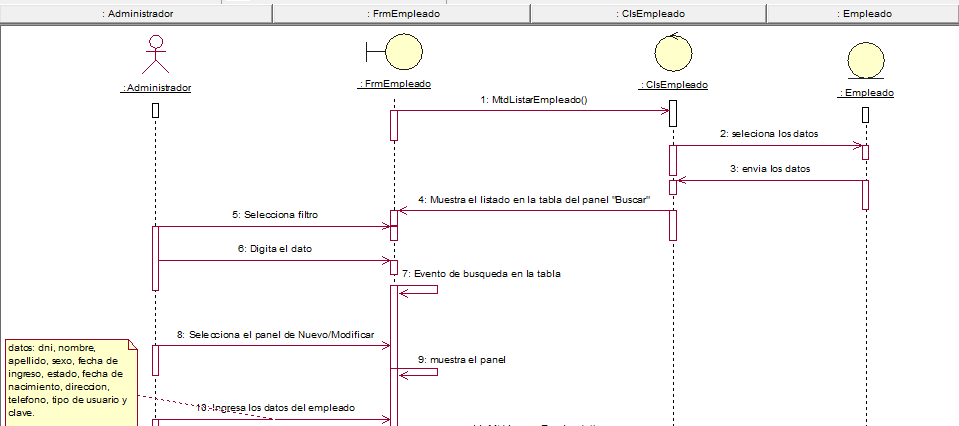 : Administrador
: FrmEmpleado
: ClsEmpleado
: Empleado
: Administrador
: FrmEmpleado
: ClsEmpleado
: Empleado
1: MtdListarEmpleado()
2: seleciona los datos
3: envia los datos
4: Muestra el listado en la tabla del panel "Buscar"
5: Selecciona filtro
6: Digita el dato
7: Evento de busqueda en la tabla
8: Selecciona el panel de Nuevo/Modificar
9: muestra el panel
datos: dni, nombre,
apellido, sexo, fecha de
ingreso, estado, fecha de
nacimiento, direccion,
telefono, tipo de usuario y
clave.
10: Ingresa los datos del empleado